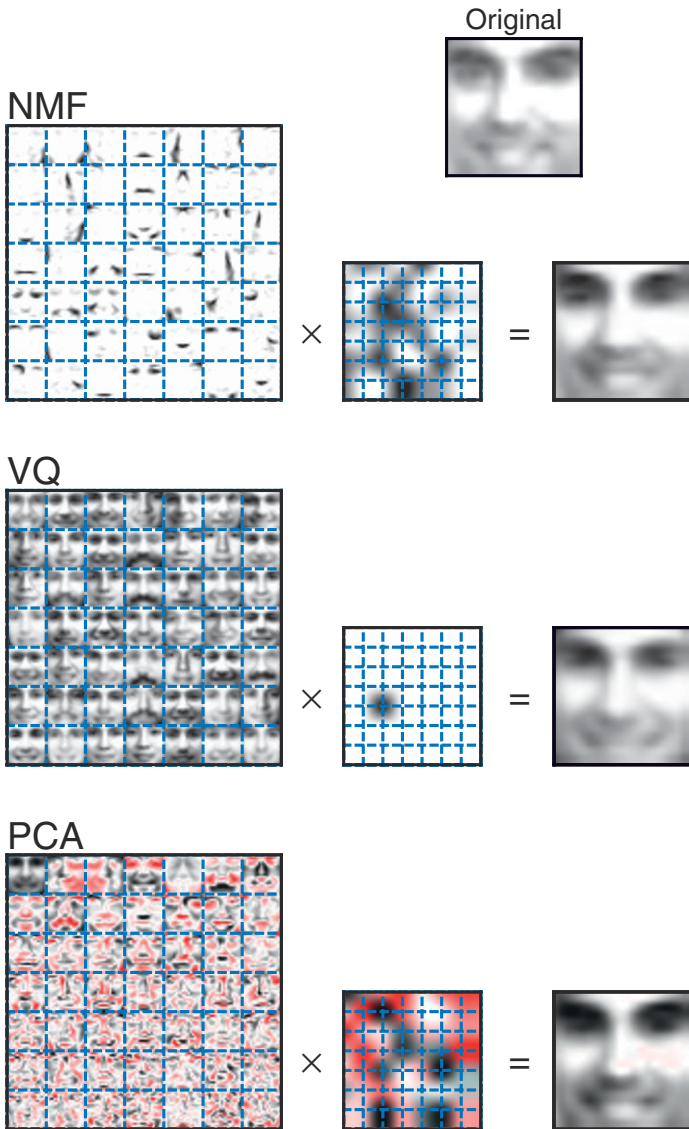 Original
NMF
× =
VQ
× =
PCA
× =